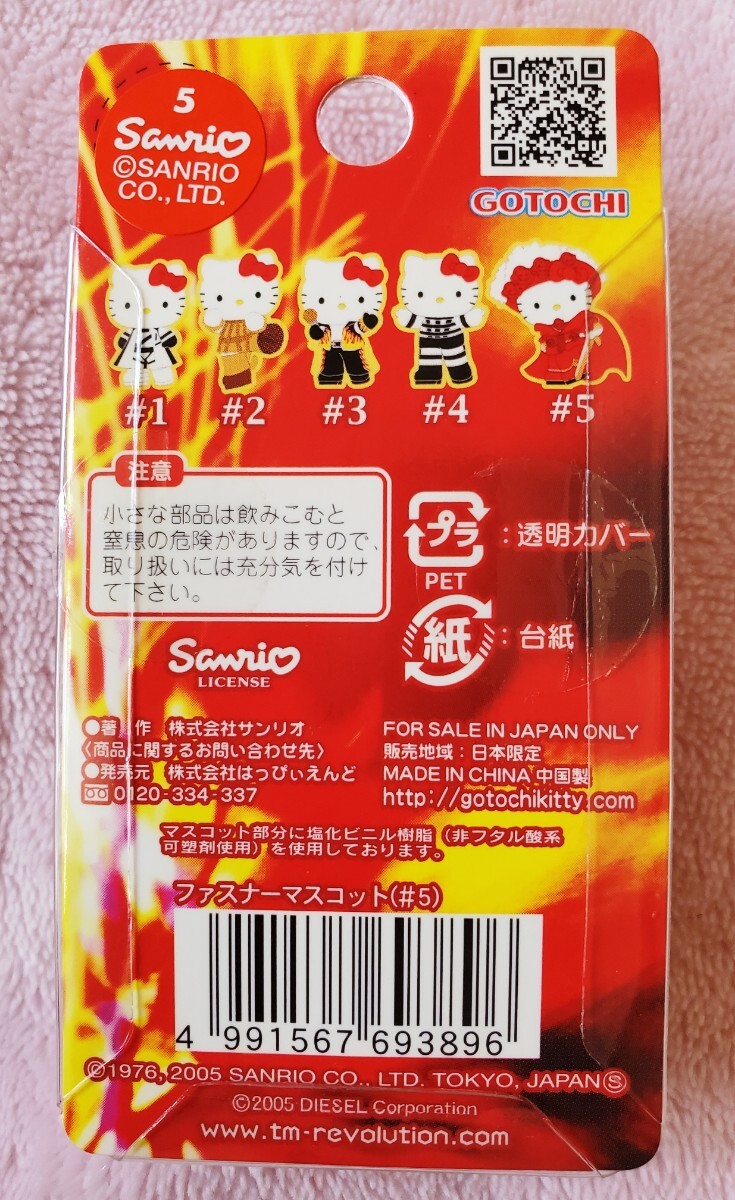 5
Sanrio
©SANRIO
CO., LTD.
GOTOCHI
#1
#2
#3
#4
#5
注意
小さな部品は飲みこむと
窒息の危険がありますので、
取り扱いには充分気を付け
て下さい。
プラ
PET
：透明カバー
紙
：台紙
Sanrio
LICENSE
●著 作 株式会社サンリオ
〈商品に関するお問い合わせ先〉
●発売元 株式会社はっぴぃえんど
0120-334-337
FOR SALE IN JAPAN ONLY
販売地域：日本限定
MADE IN CHINA 中国製
http://gotochikitty.com
マスコット部分に塩化ビニル樹脂（非フタル酸系
可塑剤使用）を使用しております。
ファスナーマスコット(#5)
4 991567 693896
©1976, 2005 SANRIO CO., LTD. TOKYO, JAPAN Ⓢ
©2005 DIESEL Corporation
www.tm-revolution.com